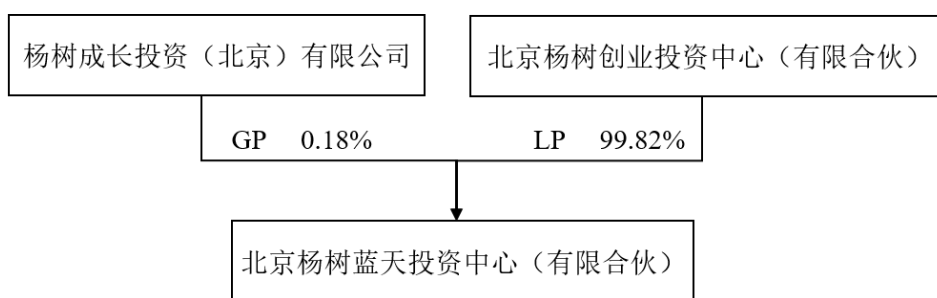 杨树成长投资（北京）有限公司
北京杨树创业投资中心（有限合伙）
GP 0.18%
LP 99.82%
北京杨树蓝天投资中心（有限合伙）